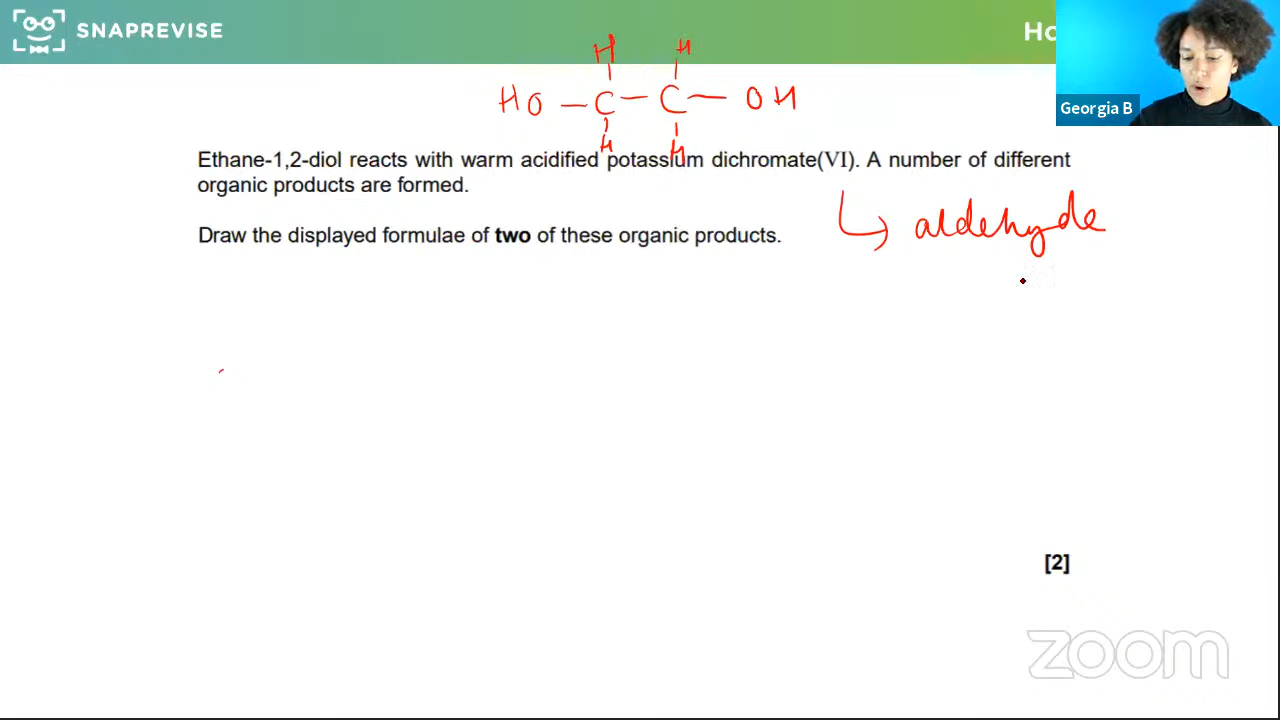 SNAPREVISE
Ho
Georgia B
H H
HO — C — C — OH
H H
Ethane-1,2-diol reacts with warm acidified potassium dichromate(VI). A number of different
organic products are formed.
Draw the displayed formulae of two of these organic products.
aldehyde
[2]
zoom